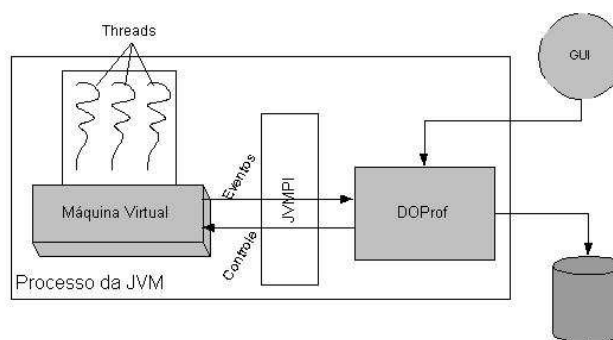 Threads
GUI
Eventos
JVMPI
Máquina Virtual
DOProf
Controle
Processo da JVM